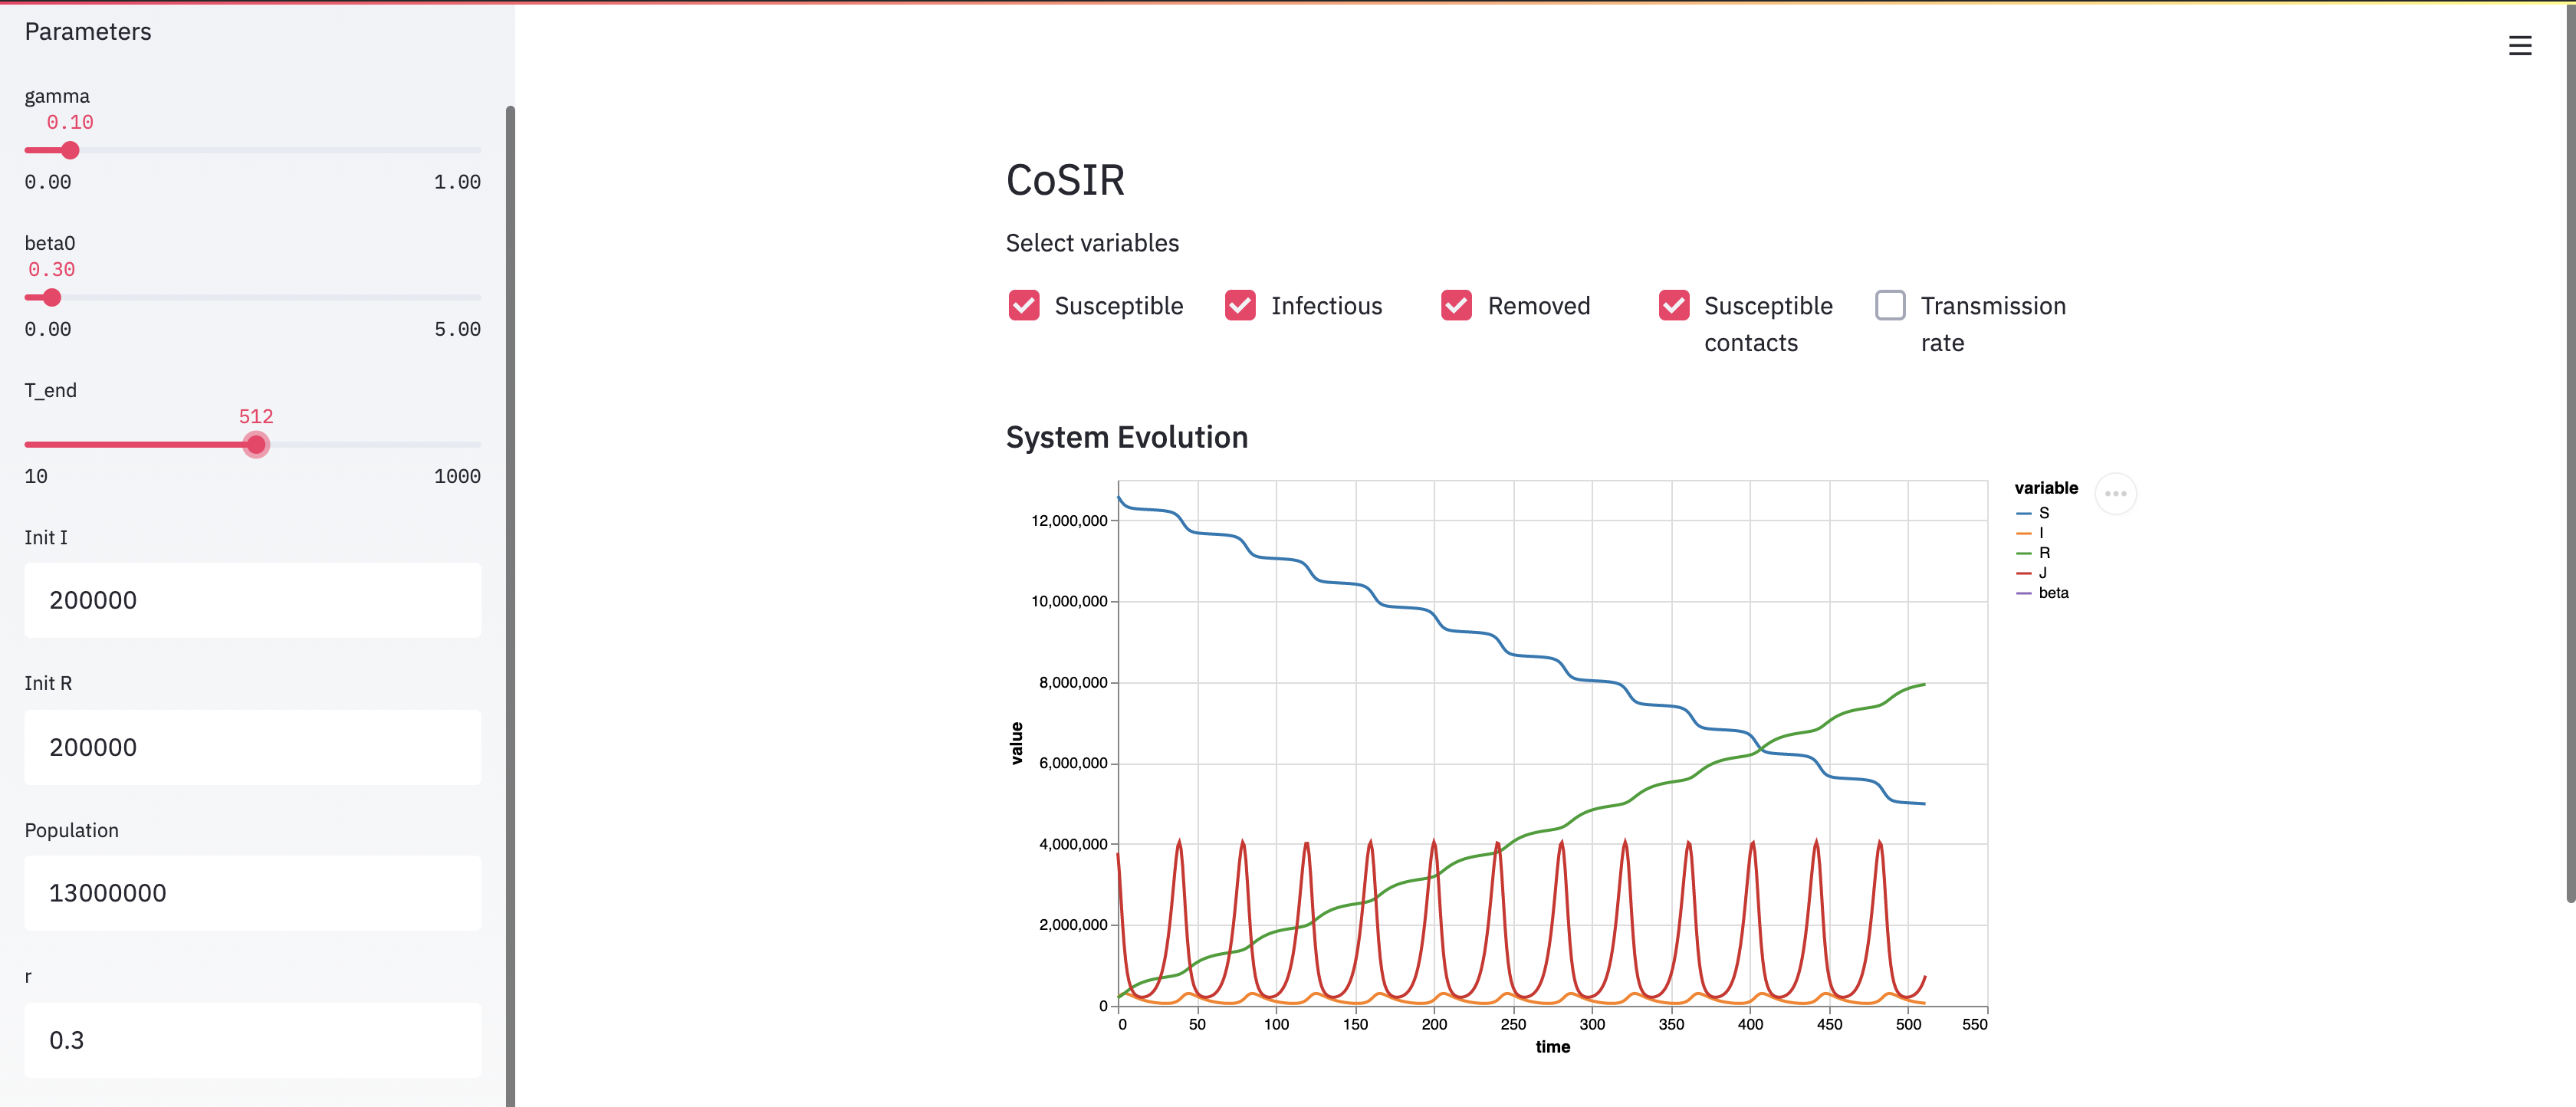 Parameters
gamma
0.10
0.00 1.00
beta0
0.30
0.00 5.00
T_end
512
10 1000
Init I
200000
Init R
200000
Population
13000000
r
0.3
CoSIR
Select variables
Susceptible Infectious Removed Susceptible contacts Transmission rate
System Evolution
12,000,000
10,000,000
8,000,000
6,000,000
4,000,000
2,000,000
0
value
0 50 100 150 200 250 300 350 400 450 500 550
time
variable
S
I
R
J
beta